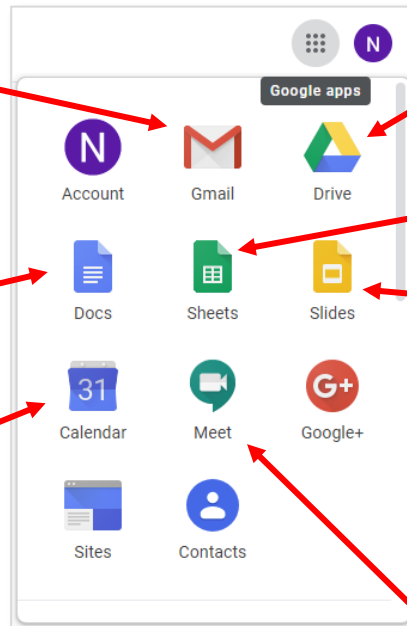 N
Google apps
N
Account Gmail Drive
Docs Sheets Slides
31
G+
Calendar Meet Google+
Sites Contacts